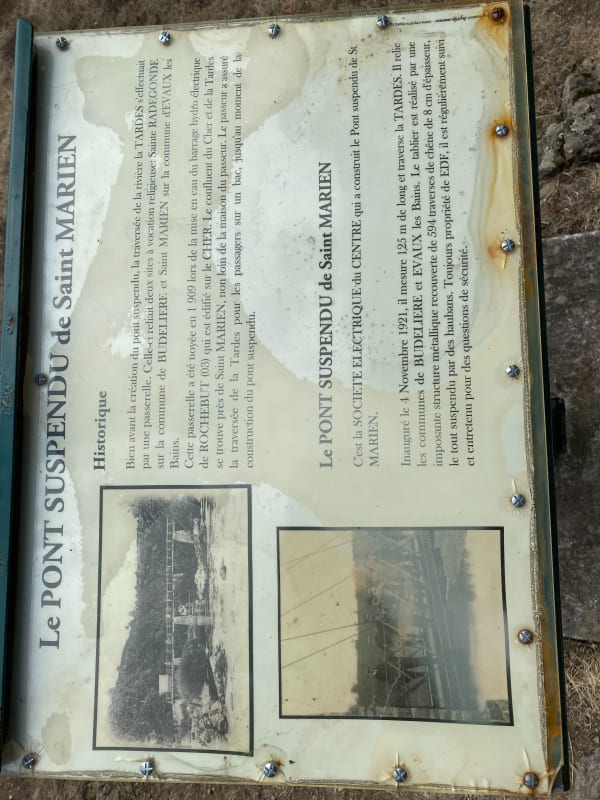 Le PONT SUSPENDU de Saint MARIEN
Historique
Bien avant la création du pont suspendu, la traversée de la rivière la TARDES s'effectuait
par une passerelle. Celle-ci reliait deux sites à vocation religieuse: Sainte RADEGONDE
sur la commune de BUDELIERE et Saint MARIEN sur la commune d'EVAUX les
Bains.
Cette passerelle a été noyée en 1 909 lors de la mise en eau du barrage hydro électrique
de ROCHEBUT (03) qui est édifié sur le CHER. Le confluent du Cher et de la Tardes
se trouve près de Saint MARIEN, non loin de la maison du passeur. Le passeur a assuré
la traversée de la Tardes pour les passagers sur un bac, jusqu'au moment de la
construction du pont suspendu.
Le PONT SUSPENDU de Saint MARIEN
C'est la SOCIETE ELECTRIQUE du CENTRE qui a construit le Pont suspendu de St
MARIEN.
Inauguré le 4 Novembre 1921, il mesure 125 m de long et traverse la TARDES. Il relie
les communes de BUDELIERE et EVAUX les Bains. Le tablier est réalisé par une
imposante structure métallique recouverte de 594 traverses de chêne de 8 cm d'épaisseur,
le tout suspendu par des haubans. Toujours propriété de EDF, il est régulièrement suivi
et entretenu pour des questions de sécurité.